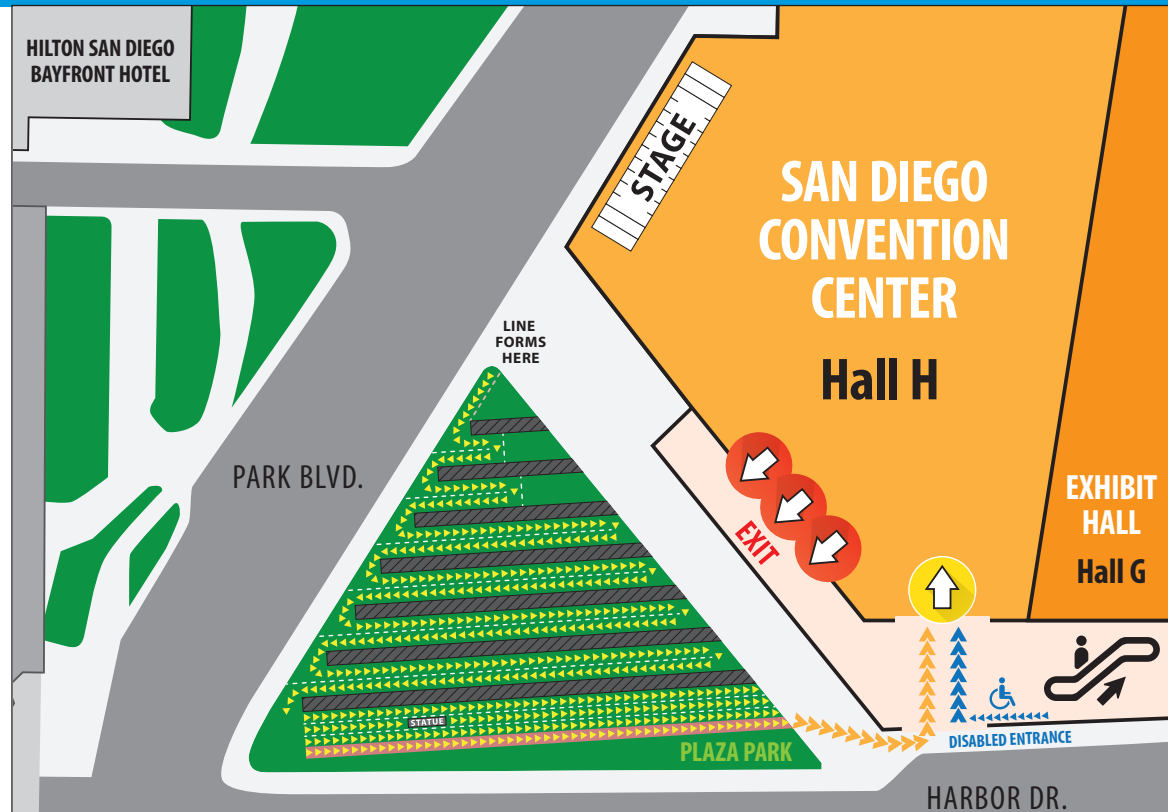 HILTON SAN DIEGO
BAYFRONT HOTEL
STAGE
SAN DIEGO
CONVENTION
CENTER
Hall H
LINE
FORMS
HERE
PARK BLVD.
EXIT
EXHIBIT
HALL
Hall G
STATUE
PLAZA PARK
DISABLED ENTRANCE
HARBOR DR.